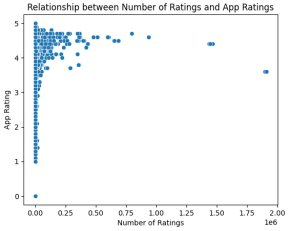 Relationship between Number of Ratings and App Ratings
5
4
3
2
1
0
App Rating
0.00 0.25 0.50 0.75 1.00 1.25 1.50 1.75 2.00
1e6
Number of Ratings